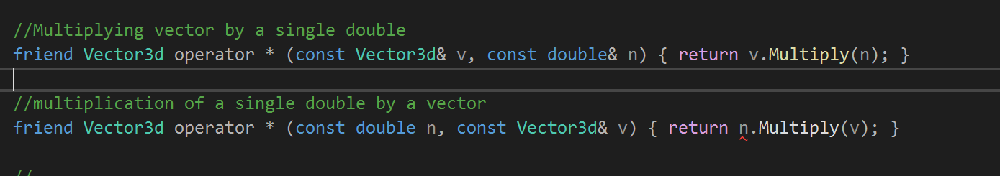 //Multiplying vector by a single double
friend Vector3d operator * (const Vector3d& v, const double& n) { return v.Multiply(n); }
//multiplication of a single double by a vector
friend Vector3d operator * (const double n, const Vector3d& v) { return n.Multiply(v); }
//